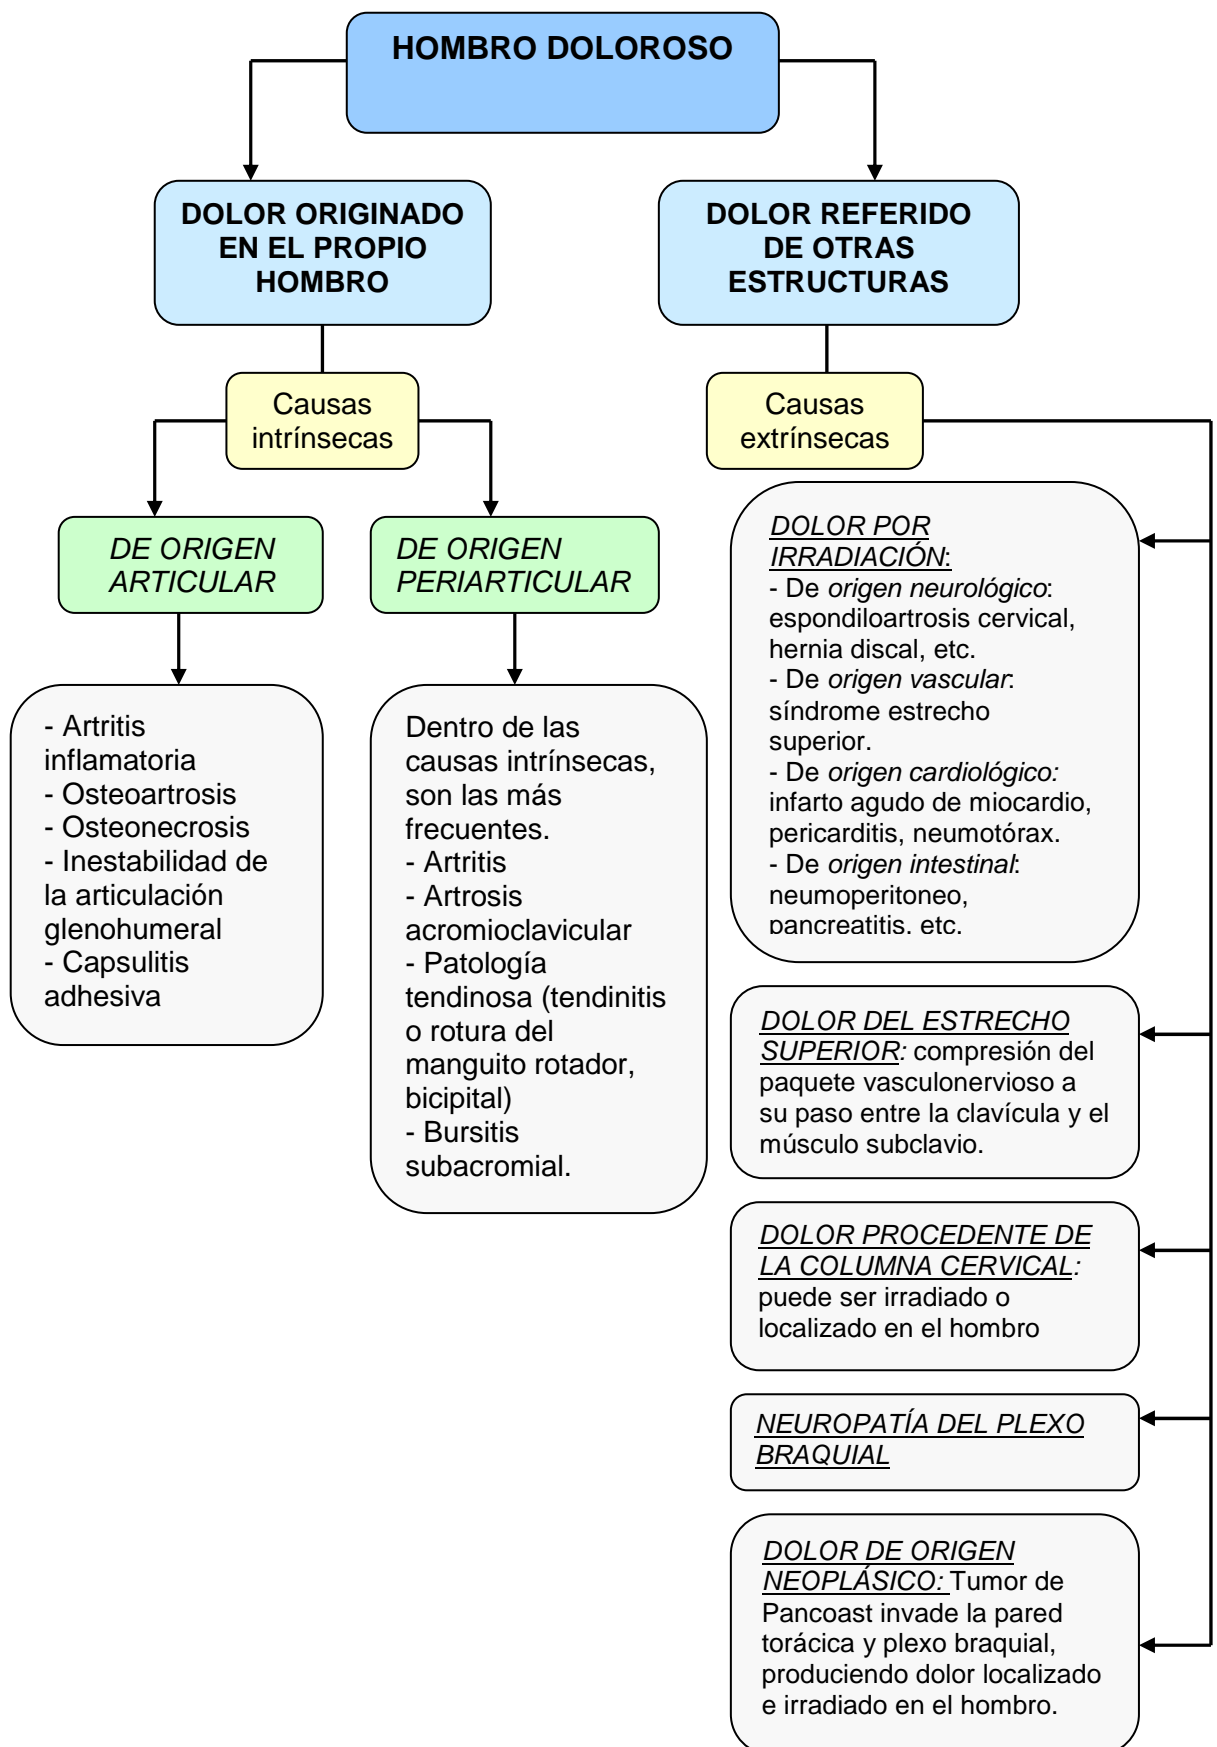 HOMBRO DOLOROSO
DOLOR ORIGINADO
EN EL PROPIO
HOMBRO
DOLOR REFERIDO
DE OTRAS
ESTRUCTURAS
Causas
intrínsecas
Causas
extrínsecas
DE ORIGEN
ARTICULAR
DE ORIGEN
PERIARTICULAR
- Artritis
inflamatoria
- Osteoartrosis
- Osteonecrosis
- Inestabilidad de
la articulación
glenohumeral
- Capsulitis
adhesiva
Dentro de las
causas intrínsecas,
son las más
frecuentes.
- Artritis
- Artrosis
acromioclavicular
- Patología
tendinosa (tendinitis
o rotura del
manguito rotador,
bicipital)
- Bursitis
subacromial.
DOLOR POR
IRRADIACIÓN:
- De origen neurológico:
espondiloartrosis cervical,
hernia discal, etc.
- De origen vascular:
síndrome estrecho
superior.
- De origen cardiológico:
infarto agudo de miocardio,
pericarditis, neumotórax.
- De origen intestinal:
neumoperitoneo,
pancreatitis, etc.
DOLOR DEL ESTRECHO
SUPERIOR: compresión del
paquete vasculonervioso a
su paso entre la clavícula y el
músculo subclavio.
DOLOR PROCEDENTE DE
LA COLUMNA CERVICAL:
puede ser irradiado o
localizado en el hombro
NEUROPATÍA DEL PLEXO
BRAQUIAL
DOLOR DE ORIGEN
NEOPLÁSICO: Tumor de
Pancoast invade la pared
torácica y plexo braquial,
produciendo dolor localizado
e irradiado en el hombro.